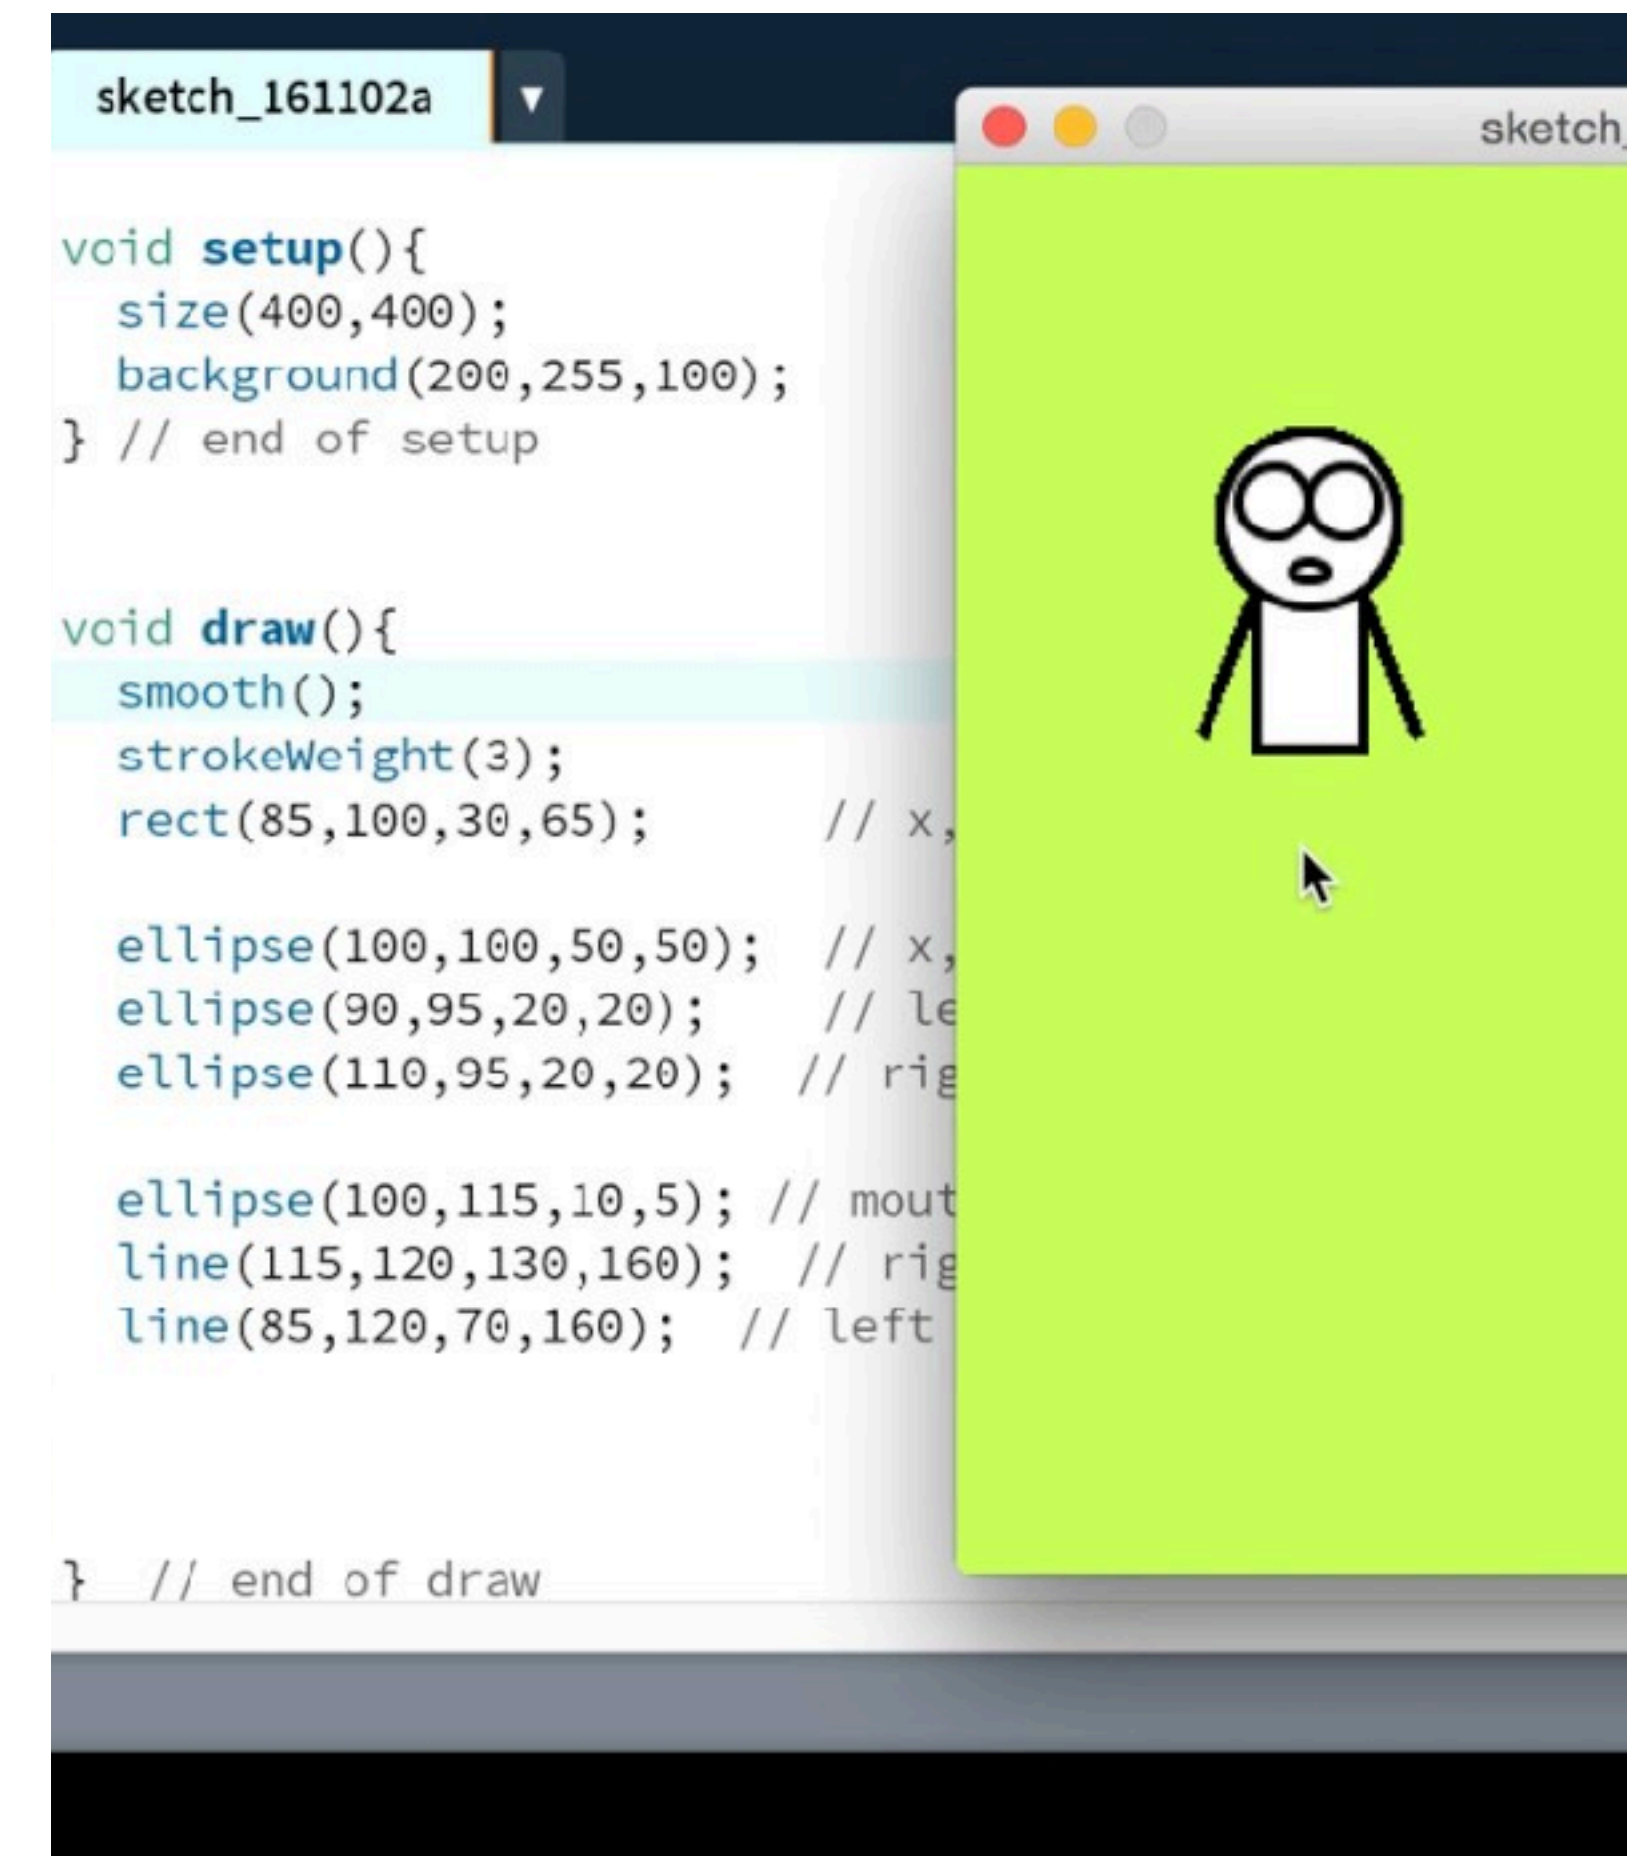 sketch_161102a
sketch_
void setup(){
size(400,400);
background(200,255,100);
} // end of setup
void draw(){
smooth();
strokeWeight(3);
rect(85,100,30,65); // x,
ellipse(100,100,50,50); // x,
ellipse(90,95,20,20); // le
ellipse(110,95,20,20); // rig
ellipse(100,115,10,5); // mout
line(115,120,130,160); // rig
line(85,120,70,160); // left
} // end of draw